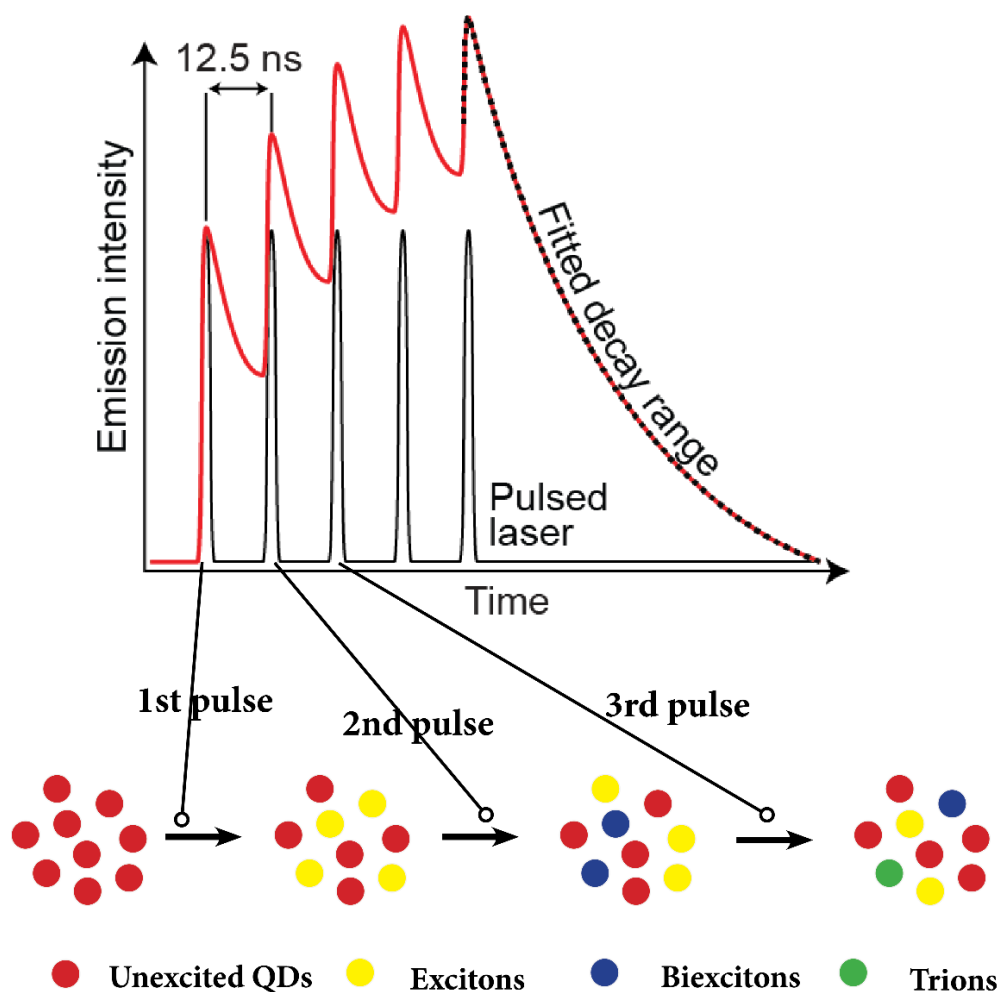 12.5 ns
Emission intensity
Fitted decay range
Pulsed
laser
Time
1st pulse
2nd pulse
3rd pulse
Unexcited QDs
Excitons
Biexcitons
Trions